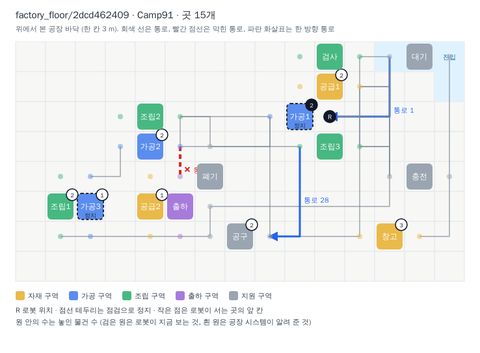 factory_floor/2dcd462409 · Camp91 · 곳 15개
위에서 본 공장 바닥 (한 칸 3 m). 회색 선은 통로, 빨간 점선은 막힌 통로, 파란 화살표는 한 방향 통로
검사
대기
진입
2
공급1
2
가공1
정지
R
통로 1
조립2
2
가공2
조립3
✕
폐기
충전
2
조립1
1
가공3
정지
1
공급2
출하
통로 28
2
공구
3
창고
자재 구역
가공 구역
조립 구역
출하 구역
지원 구역
R 로봇 위치 · 점선 테두리는 점검으로 정지 · 작은 점은 로봇이 서는 곳의 앞 칸
원 안의 수는 놓인 물건 수 (검은 원은 로봇이 지금 보는 것, 흰 원은 공장 시스템이 알려 준 것)